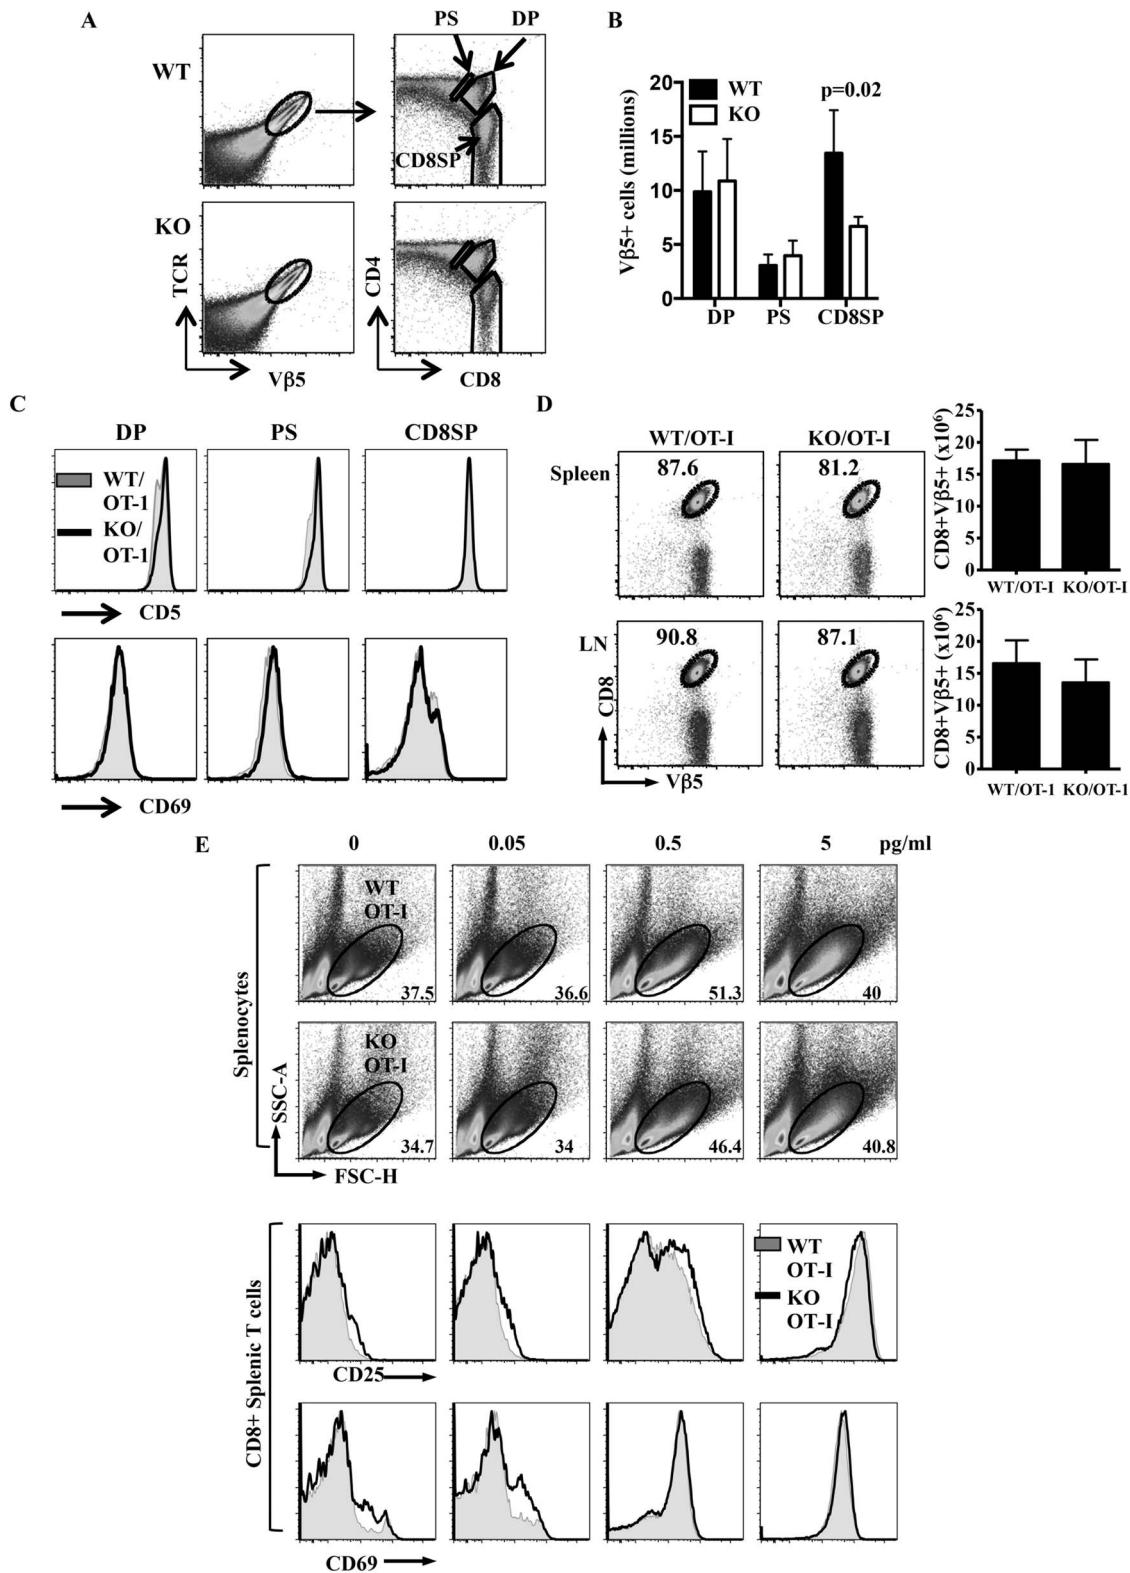 A
PS
DP
WT
CD8SP
KO
TCR
Vβ5
CD4
CD8
B
Vβ5+ cells (millions)
20
15
10
5
0
WT
KO
p=0.02
DP
PS
CD8SP
C
DP
PS
CD8SP
WT/
OT-1
KO/
OT-1
CD5
CD69
D
WT/OT-I
KO/OT-I
Spleen
87.6
81.2
LN
90.8
87.1
CD8
Vβ5
CD8+Vβ5+ (x10⁶)
25
20
15
10
5
0
WT/OT-I
KO/OT-I
CD8+Vβ5+ (x10⁶)
25
20
15
10
5
0
WT/OT-1
KO/OT-1
E
0
0.05
0.5
5
pg/ml
Splenocytes
WT
OT-I
37.5
36.6
51.3
40
KO
OT-I
34.7
34
46.4
40.8
SSC-A
FSC-H
CD8+ Splenic T cells
WT
OT-I
KO
OT-I
CD25
CD69